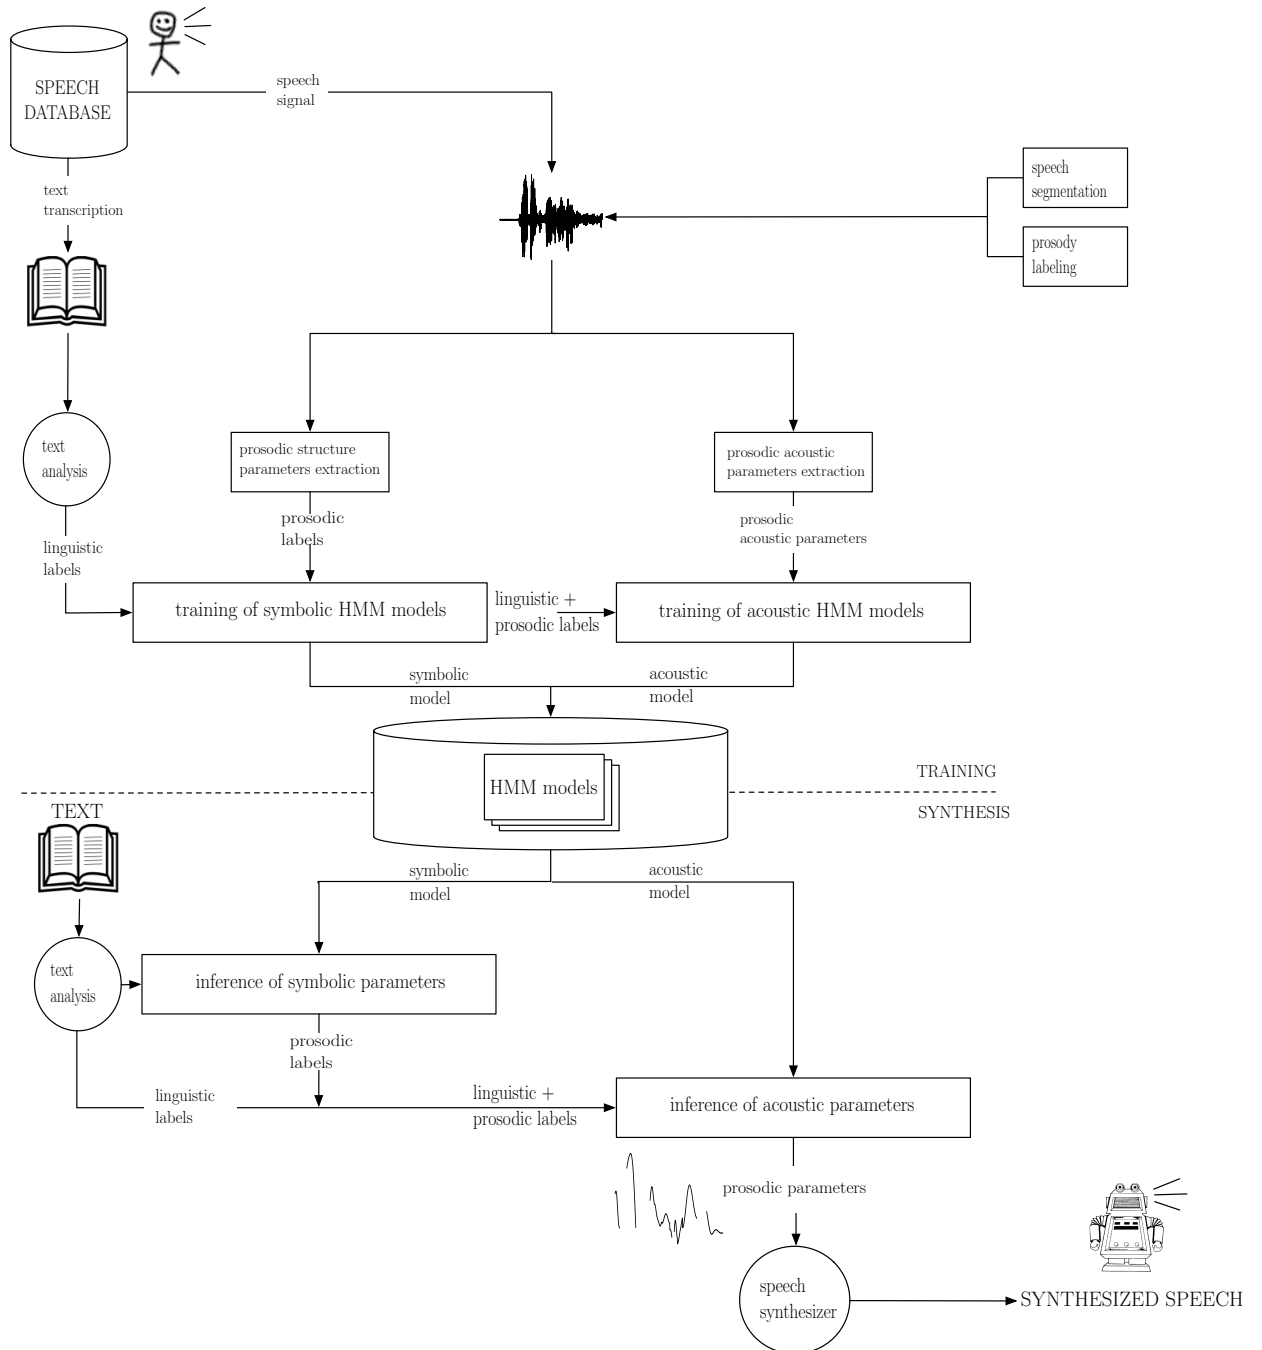 SPEECH
DATABASE
speech
signal
text
transcription
speech
segmentation
prosody
labeling
text
analysis
prosodic structure
parameters extraction
prosodic acoustic
parameters extraction
prosodic
labels
prosodic
acoustic parameters
linguistic
labels
training of symbolic HMM models
linguistic +
prosodic labels
training of acoustic HMM models
symbolic
model
acoustic
model
HMM models
TRAINING
SYNTHESIS
TEXT
symbolic
model
acoustic
model
text
analysis
inference of symbolic parameters
prosodic
labels
linguistic
labels
linguistic +
prosodic labels
inference of acoustic parameters
prosodic parameters
speech
synthesizer
SYNTHESIZED SPEECH